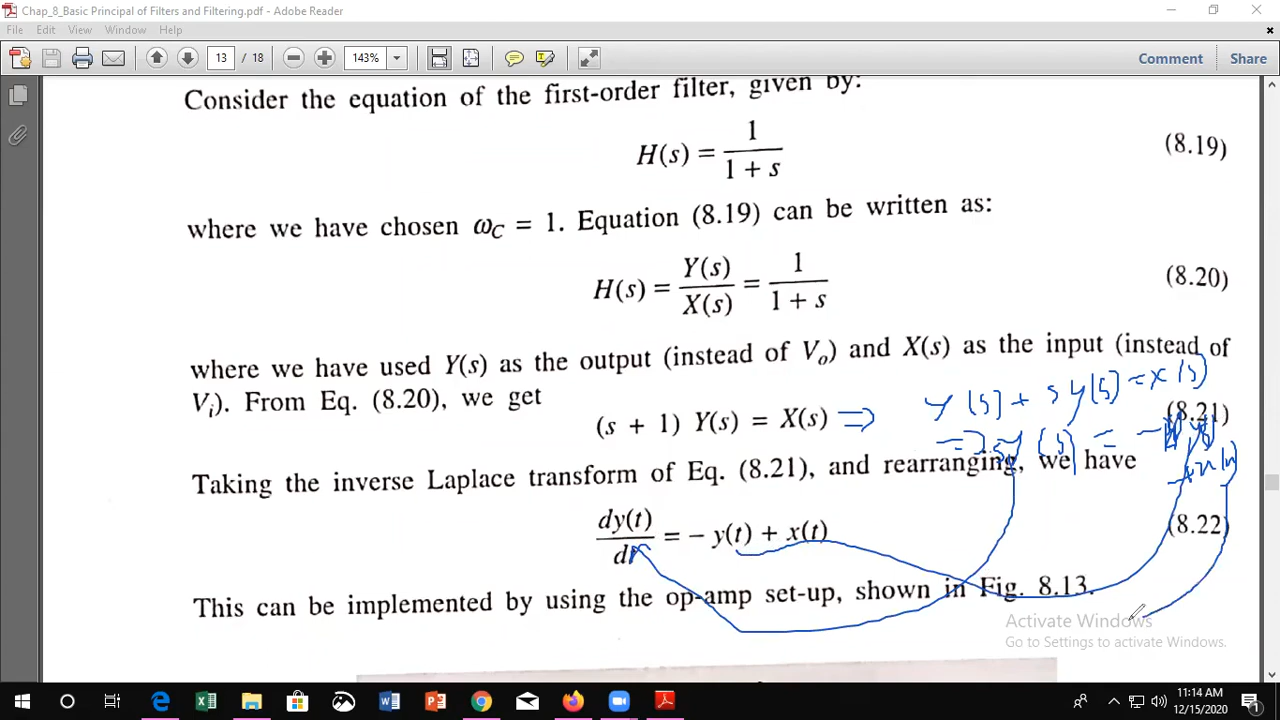 Chap_8_Basic Principal of Filters and Filtering.pdf - Adobe Reader
File Edit View Window Help
13 / 18 143% Comment Share
Consider the equation of the first-order filter, given by:
H(s) = 1 / (1 + s) (8.19)
where we have chosen ωC = 1. Equation (8.19) can be written as:
H(s) = Y(s) / X(s) = 1 / (1 + s) (8.20)
where we have used Y(s) as the output (instead of Vo) and X(s) as the input (instead of
Vi). From Eq. (8.20), we get
(s + 1) Y(s) = X(s) ⇒ y(s) + s y(s) = x(s) (8.21)
Taking the inverse Laplace transform of Eq. (8.21), and rearranging, we have
dy(t) / dt = − y(t) + x(t) (8.22)
This can be implemented by using the op-amp set-up, shown in Fig. 8.13.
Activate Windows
Go to Settings to activate Windows.
11:14 AM
12/15/2020